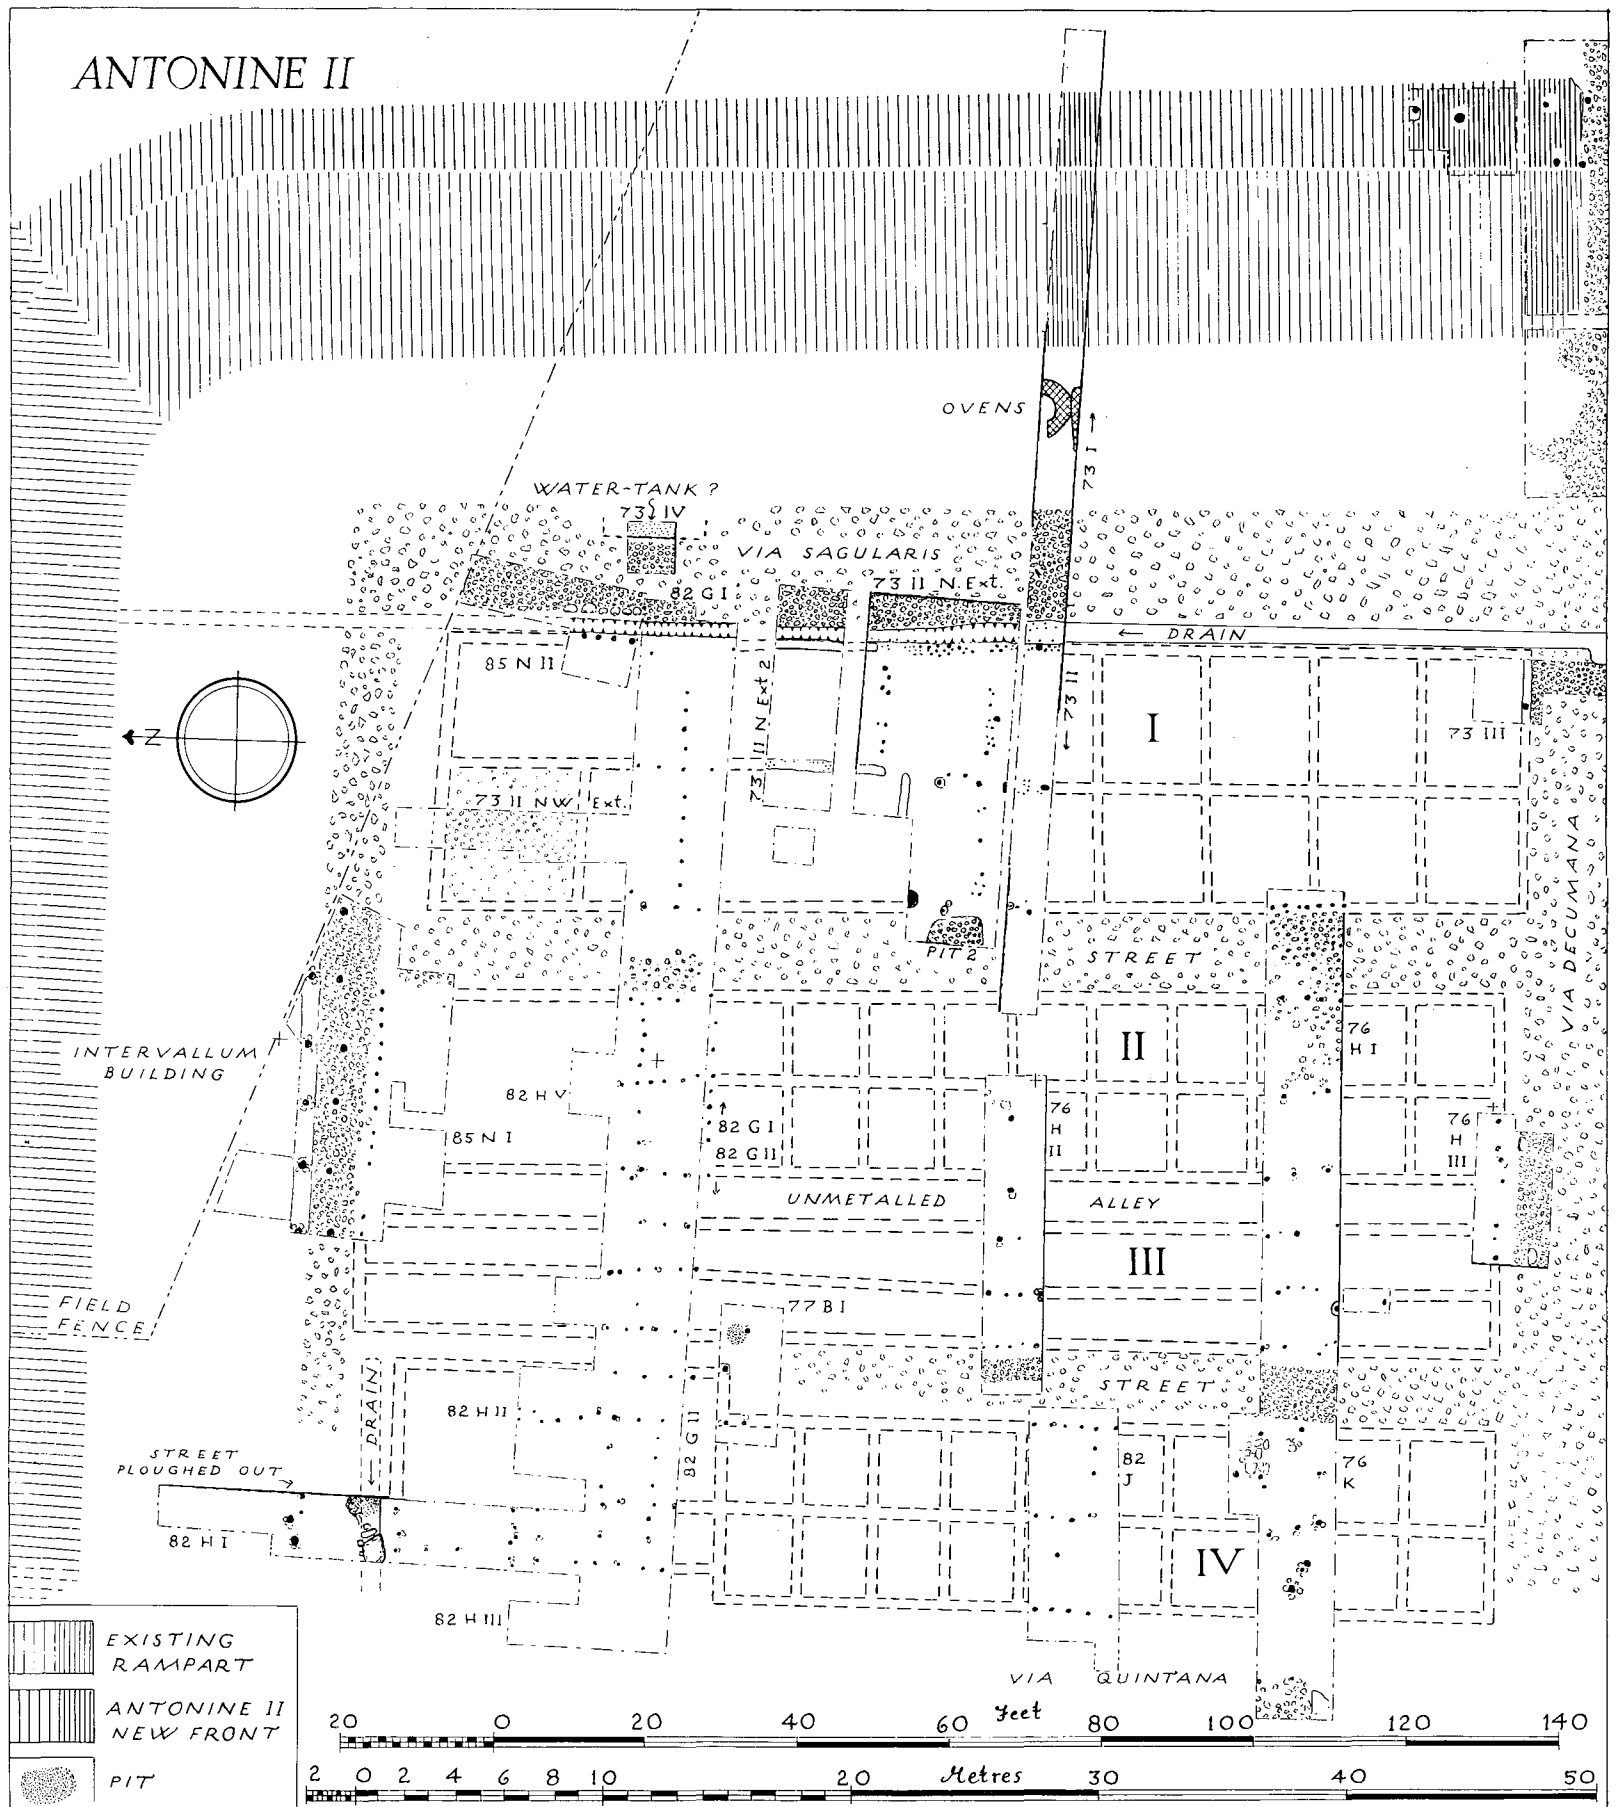 ANTONINE II
OVENS
73 I
WATER-TANK ?
73 IV
VIA SAGULARIS
73 II N. Ext.
82 G I
DRAIN
85 N II
73 II N Ext 2
73 II
I
73 III
N
73 II NW Ext.
VIA DECUMANA
PIT 2
STREET
INTERVALLUM
BUILDING
II
76
H I
82 H V
85 N I
82 G I
82 G II
76
H
II
76
H
III
UNMETALLED ALLEY
III
FIELD
FENCE
77 B I
STREET
DRAIN
82 H II
82 G II
STREET
PLOUGHED OUT
82
J
76
K
82 H I
IV
82 H III
VIA QUINTANA
EXISTING
RAMPART
ANTONINE II
NEW FRONT
PIT
20 0 20 40 60 Feet 80 100 120 140
2 0 2 4 6 8 10 20 Metres 30 40 50